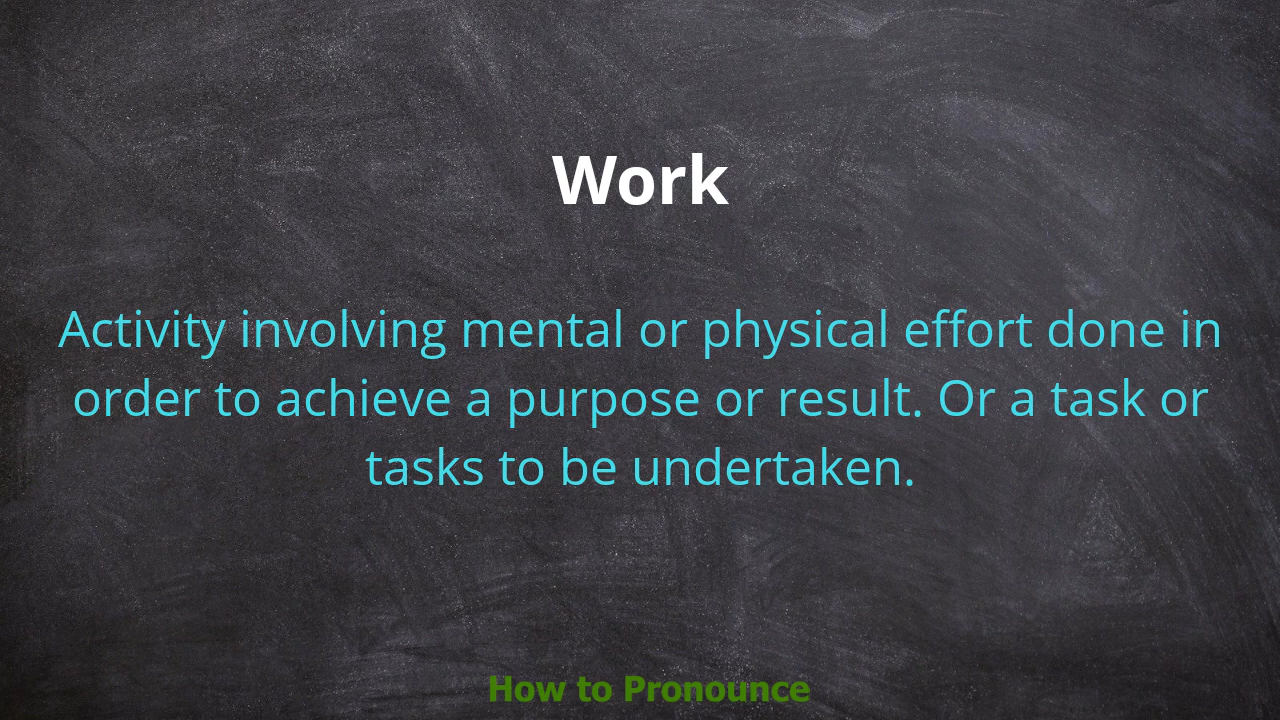 Work
Activity involving mental or physical effort done in
order to achieve a purpose or result. Or a task or
tasks to be undertaken.
How to Pronounce